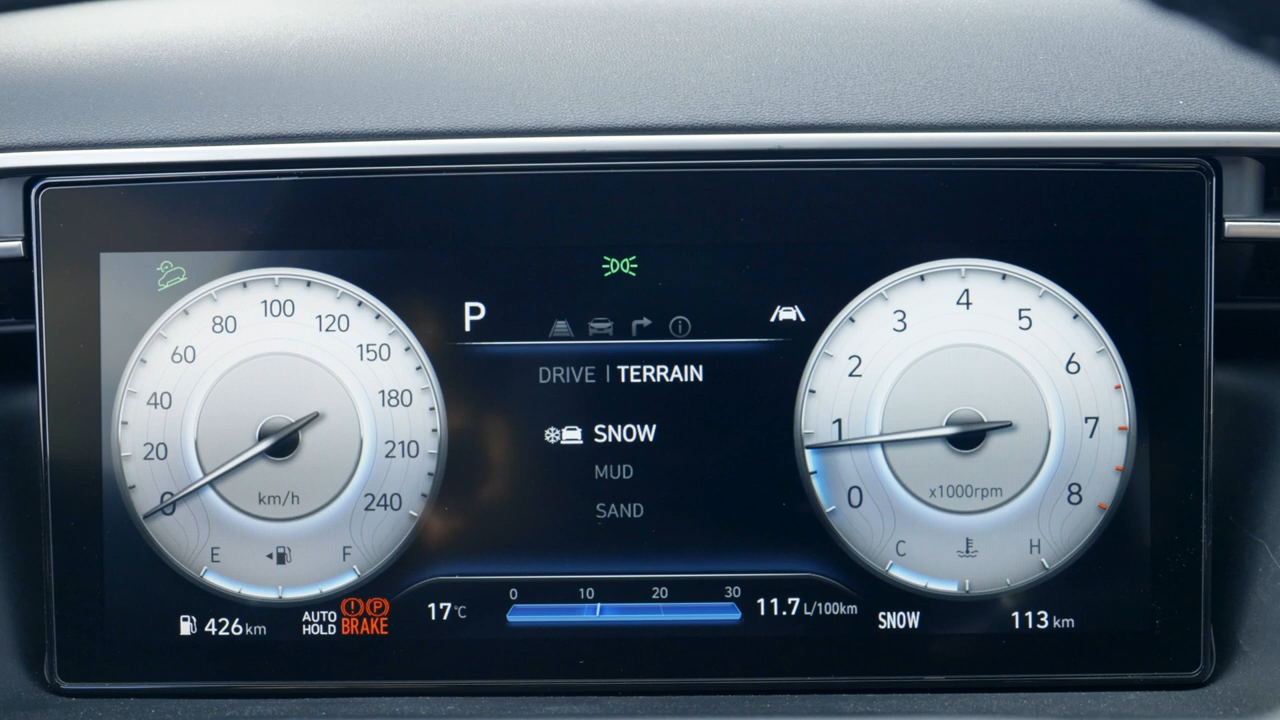 0
20
40
60
80
100
120
150
180
210
240
km/h
E
F
P
DRIVE | TERRAIN
SNOW
MUD
SAND
0
1
2
3
4
5
6
7
8
x1000rpm
C
H
426 km
AUTO HOLD
P
BRAKE
17 °C
0 10 20 30
11.7 L/100km
SNOW
113 km